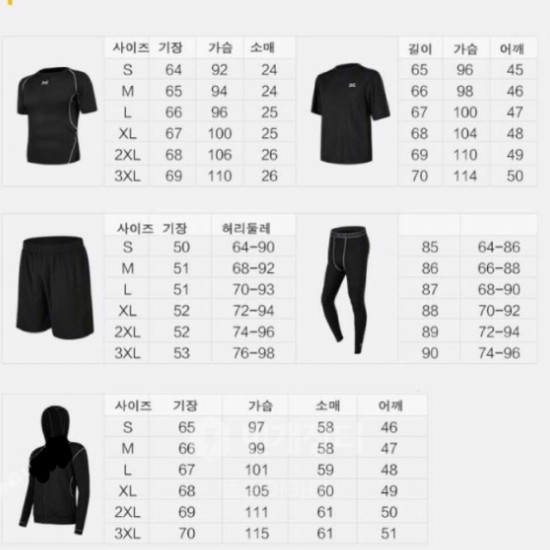 사이즈 기장 가슴 소매
S 64 92 24
M 65 94 24
L 66 96 25
XL 67 100 25
2XL 68 106 26
3XL 69 110 26
길이 가슴 어깨
65 96 45
66 98 46
67 100 47
68 104 48
69 110 49
70 114 50
사이즈 기장 허리둘레
S 50 64-90
M 51 68-92
L 51 70-93
XL 52 72-94
2XL 52 74-96
3XL 53 76-98
85 64-86
86 66-88
87 68-90
88 70-92
89 72-94
90 74-96
사이즈 기장 가슴 소매 어깨
S 65 97 58 46
M 66 99 58 47
L 67 101 59 48
XL 68 105 60 49
2XL 69 111 61 50
3XL 70 115 61 51